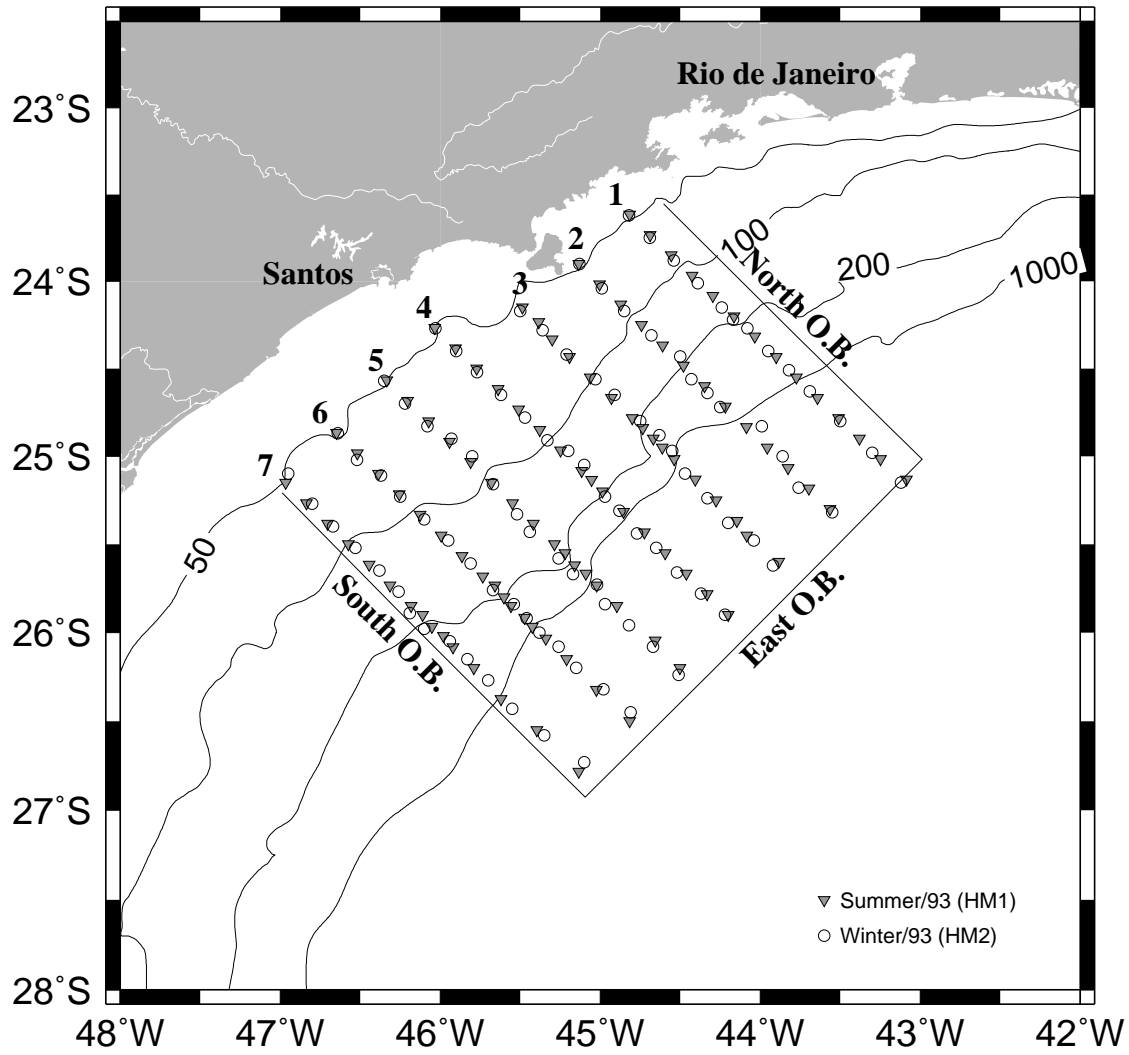 Rio de Janeiro
23°S
1
100
2
North O.B.
200
1000
24°S
Santos
3
4
5
6
25°S
7
50
South O.B.
East O.B.
26°S
27°S
Summer/93 (HM1)
Winter/93 (HM2)
28°S
48°W 47°W 46°W 45°W 44°W 43°W 42°W